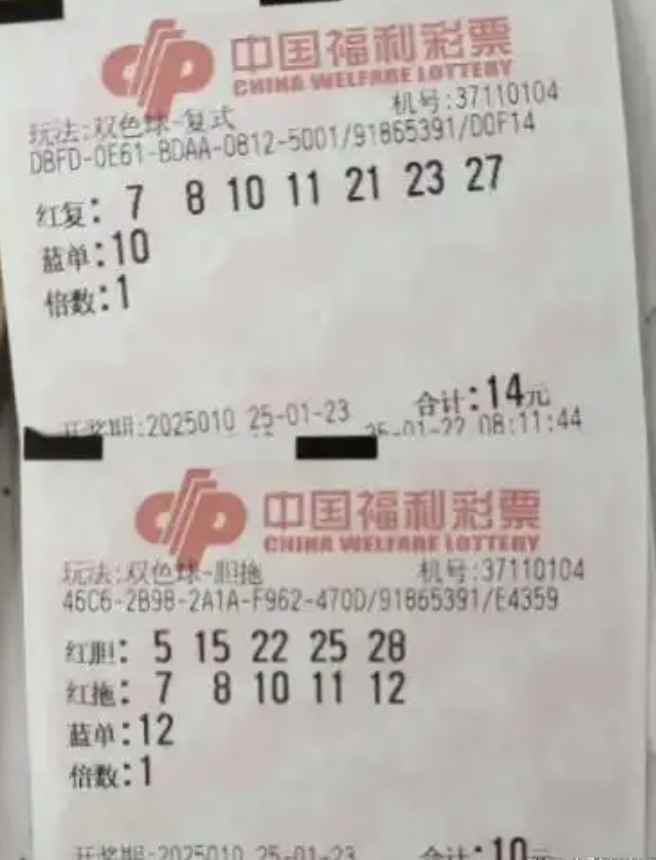 中国福利彩票
CHINA WELFARE LOTTERY
玩法:双色球-复式 机号:37110104
DBFD-0E61-BDAA-0812-5001/91865391/D0F14
红复: 7 8 10 11 21 23 27
蓝单:10
倍数:1
合计:14元
开奖期:2025010 25-01-23 25-01-22 08:11:44
中国福利彩票
CHINA WELFARE LOTTERY
玩法:双色球-胆拖 机号:37110104
46C6-2B98-2A1A-F962-470D/91865391/E4359
红胆: 5 15 22 25 28
红拖: 7 8 10 11 12
蓝单:12
倍数:1
开奖期:2025010 25-01-23 合计:10元